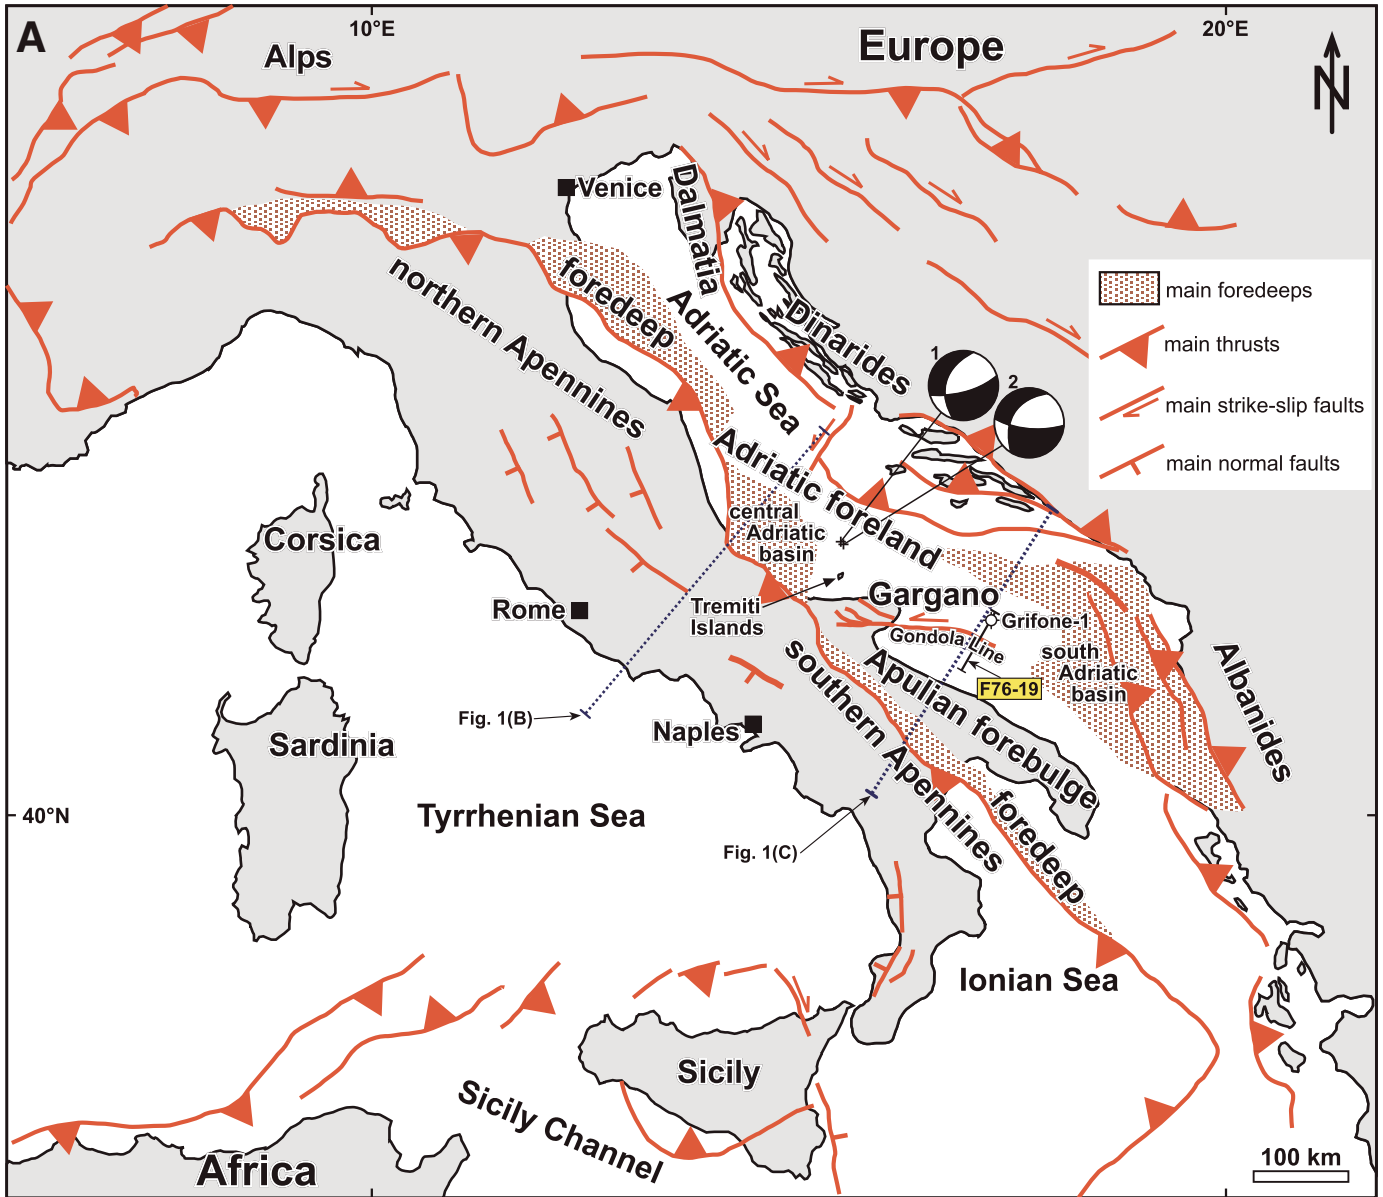 A
10°E
20°E
Alps
Europe
N
Venice
Dalmatia
main foredeeps
main thrusts
main strike-slip faults
main normal faults
northern Apennines
foredeep
Adriatic Sea
Dinarides
1
2
Adriatic foreland
central
Adriatic
basin
Corsica
Rome
Tremiti
Islands
Gargano
Grifone-1
Gondola Line
south
Adriatic
basin
F76-19
Albanides
Apulian forebulge
southern Apennines
foredeep
Fig. 1(B)
Naples
Sardinia
40°N
Tyrrhenian Sea
Fig. 1(C)
Ionian Sea
Sicily
Sicily Channel
Africa
100 km